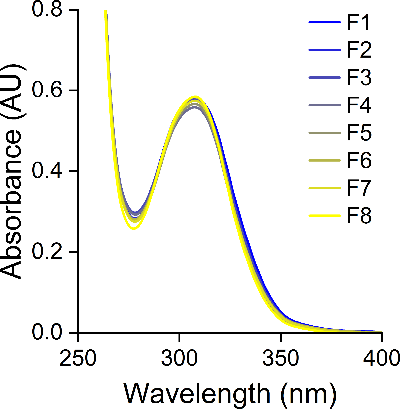 0.8
0.6
0.4
0.2
0.0
250
300
350
400
Absorbance (AU)
Wavelength (nm)
F1
F2
F3
F4
F5
F6
F7
F8